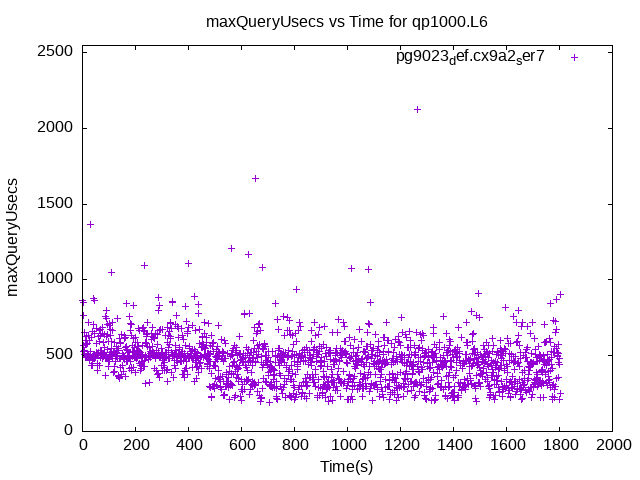 maxQueryUsecs vs Time for qp1000.L6
pg9023def.cx9a2ser7
2500
2000
1500
1000
500
0
maxQueryUsecs
0 200 400 600 800 1000 1200 1400 1600 1800 2000
Time(s)